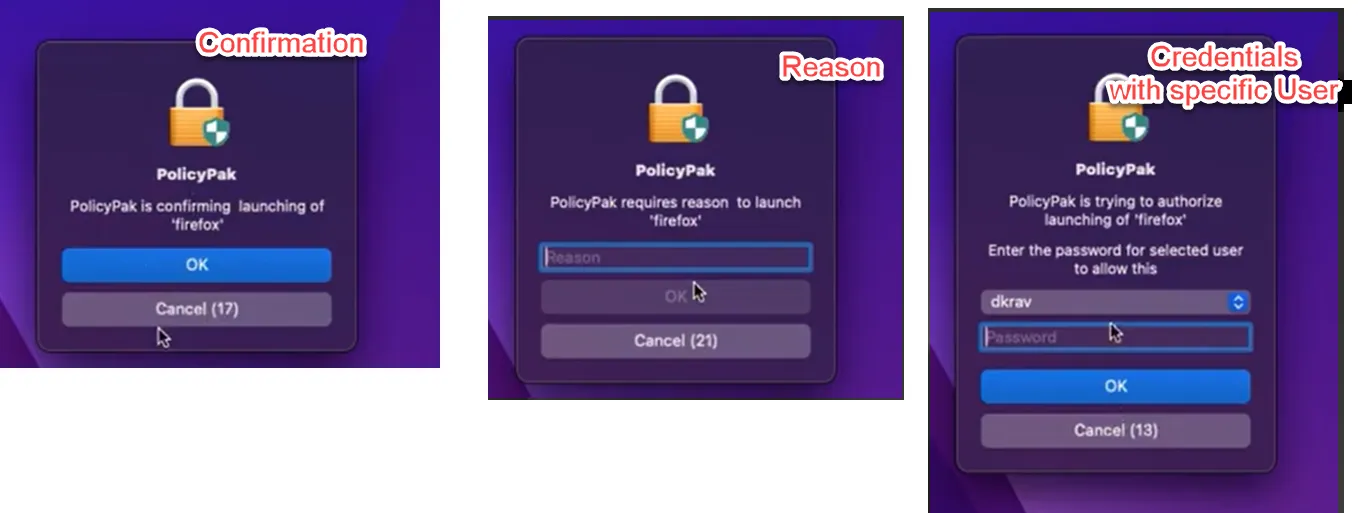 Confirmation
PolicyPak
PolicyPak is confirming launching of
'firefox'
OK
Cancel (17)
Reason
PolicyPak
PolicyPak requires reason to launch
'firefox'
Reason
OK
Cancel (21)
Credentials
with specific User
PolicyPak
PolicyPak is trying to authorize
launching of 'firefox'
Enter the password for selected user
to allow this
dkrav
Password
OK
Cancel (13)